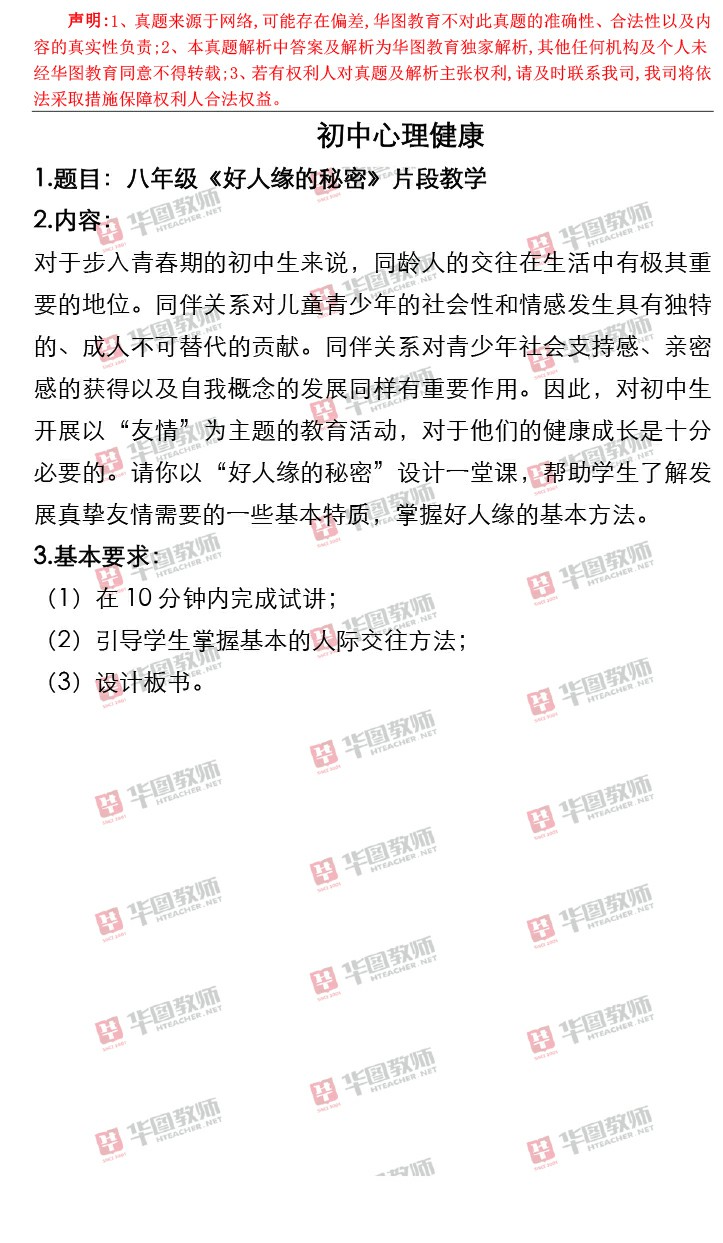 声明:1、真题来源于网络,可能存在偏差,华图教育不对此真题的准确性、合法性以及内
容的真实性负责;2、本真题解析中答案及解析为华图教育独家解析,其他任何机构及个人未
经华图教育同意不得转载;3、若有权利人对真题及解析主张权利,请及时联系我司,我司将依
法采取措施保障权利人合法权益。
初中心理健康
1.题目：八年级《好人缘的秘密》片段教学
2.内容：
对于步入青春期的初中生来说，同龄人的交往在生活中有极其重
要的地位。同伴关系对儿童青少年的社会性和情感发生具有独特
的、成人不可替代的贡献。同伴关系对青少年社会支持感、亲密
感的获得以及自我概念的发展同样有重要作用。因此，对初中生
开展以“友情”为主题的教育活动，对于他们的健康成长是十分
必要的。请你以“好人缘的秘密”设计一堂课，帮助学生了解发
展真挚友情需要的一些基本特质，掌握好人缘的基本方法。
3.基本要求：
（1）在 10 分钟内完成试讲；
（2）引导学生掌握基本的人际交往方法；
（3）设计板书。
华图教师
HTEACHER.NET